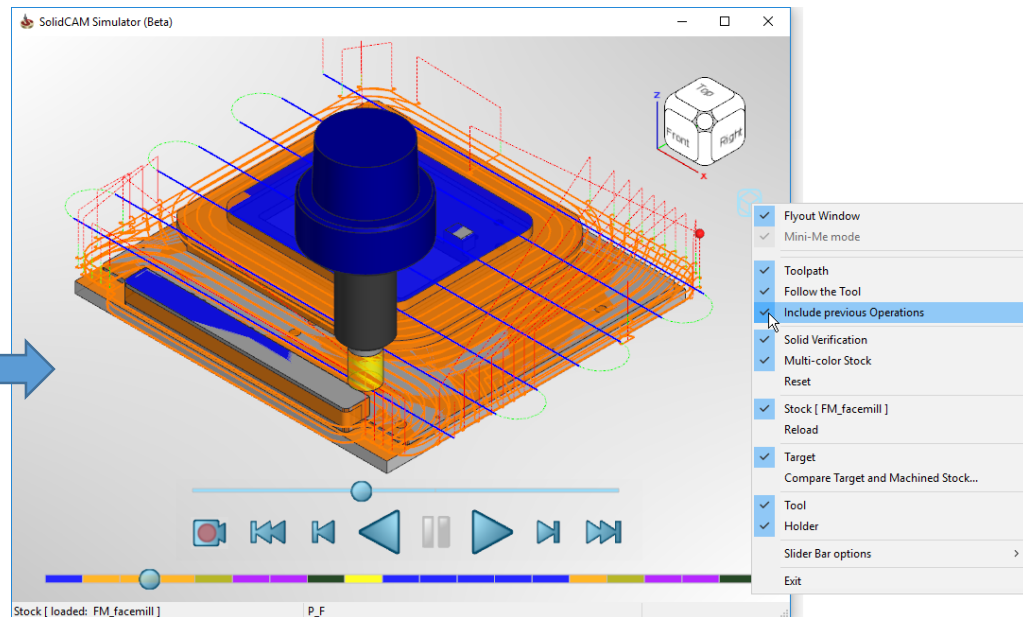 SolidCAM Simulator (Beta)
Top
Front
Right
z
x
Flyout Window
Mini-Me mode
Toolpath
Follow the Tool
Include previous Operations
Solid Verification
Multi-color Stock
Reset
Stock [ FM_facemill ]
Reload
Target
Compare Target and Machined Stock...
Tool
Holder
Slider Bar options
Exit
Stock [ loaded: FM_facemill ]
P_F